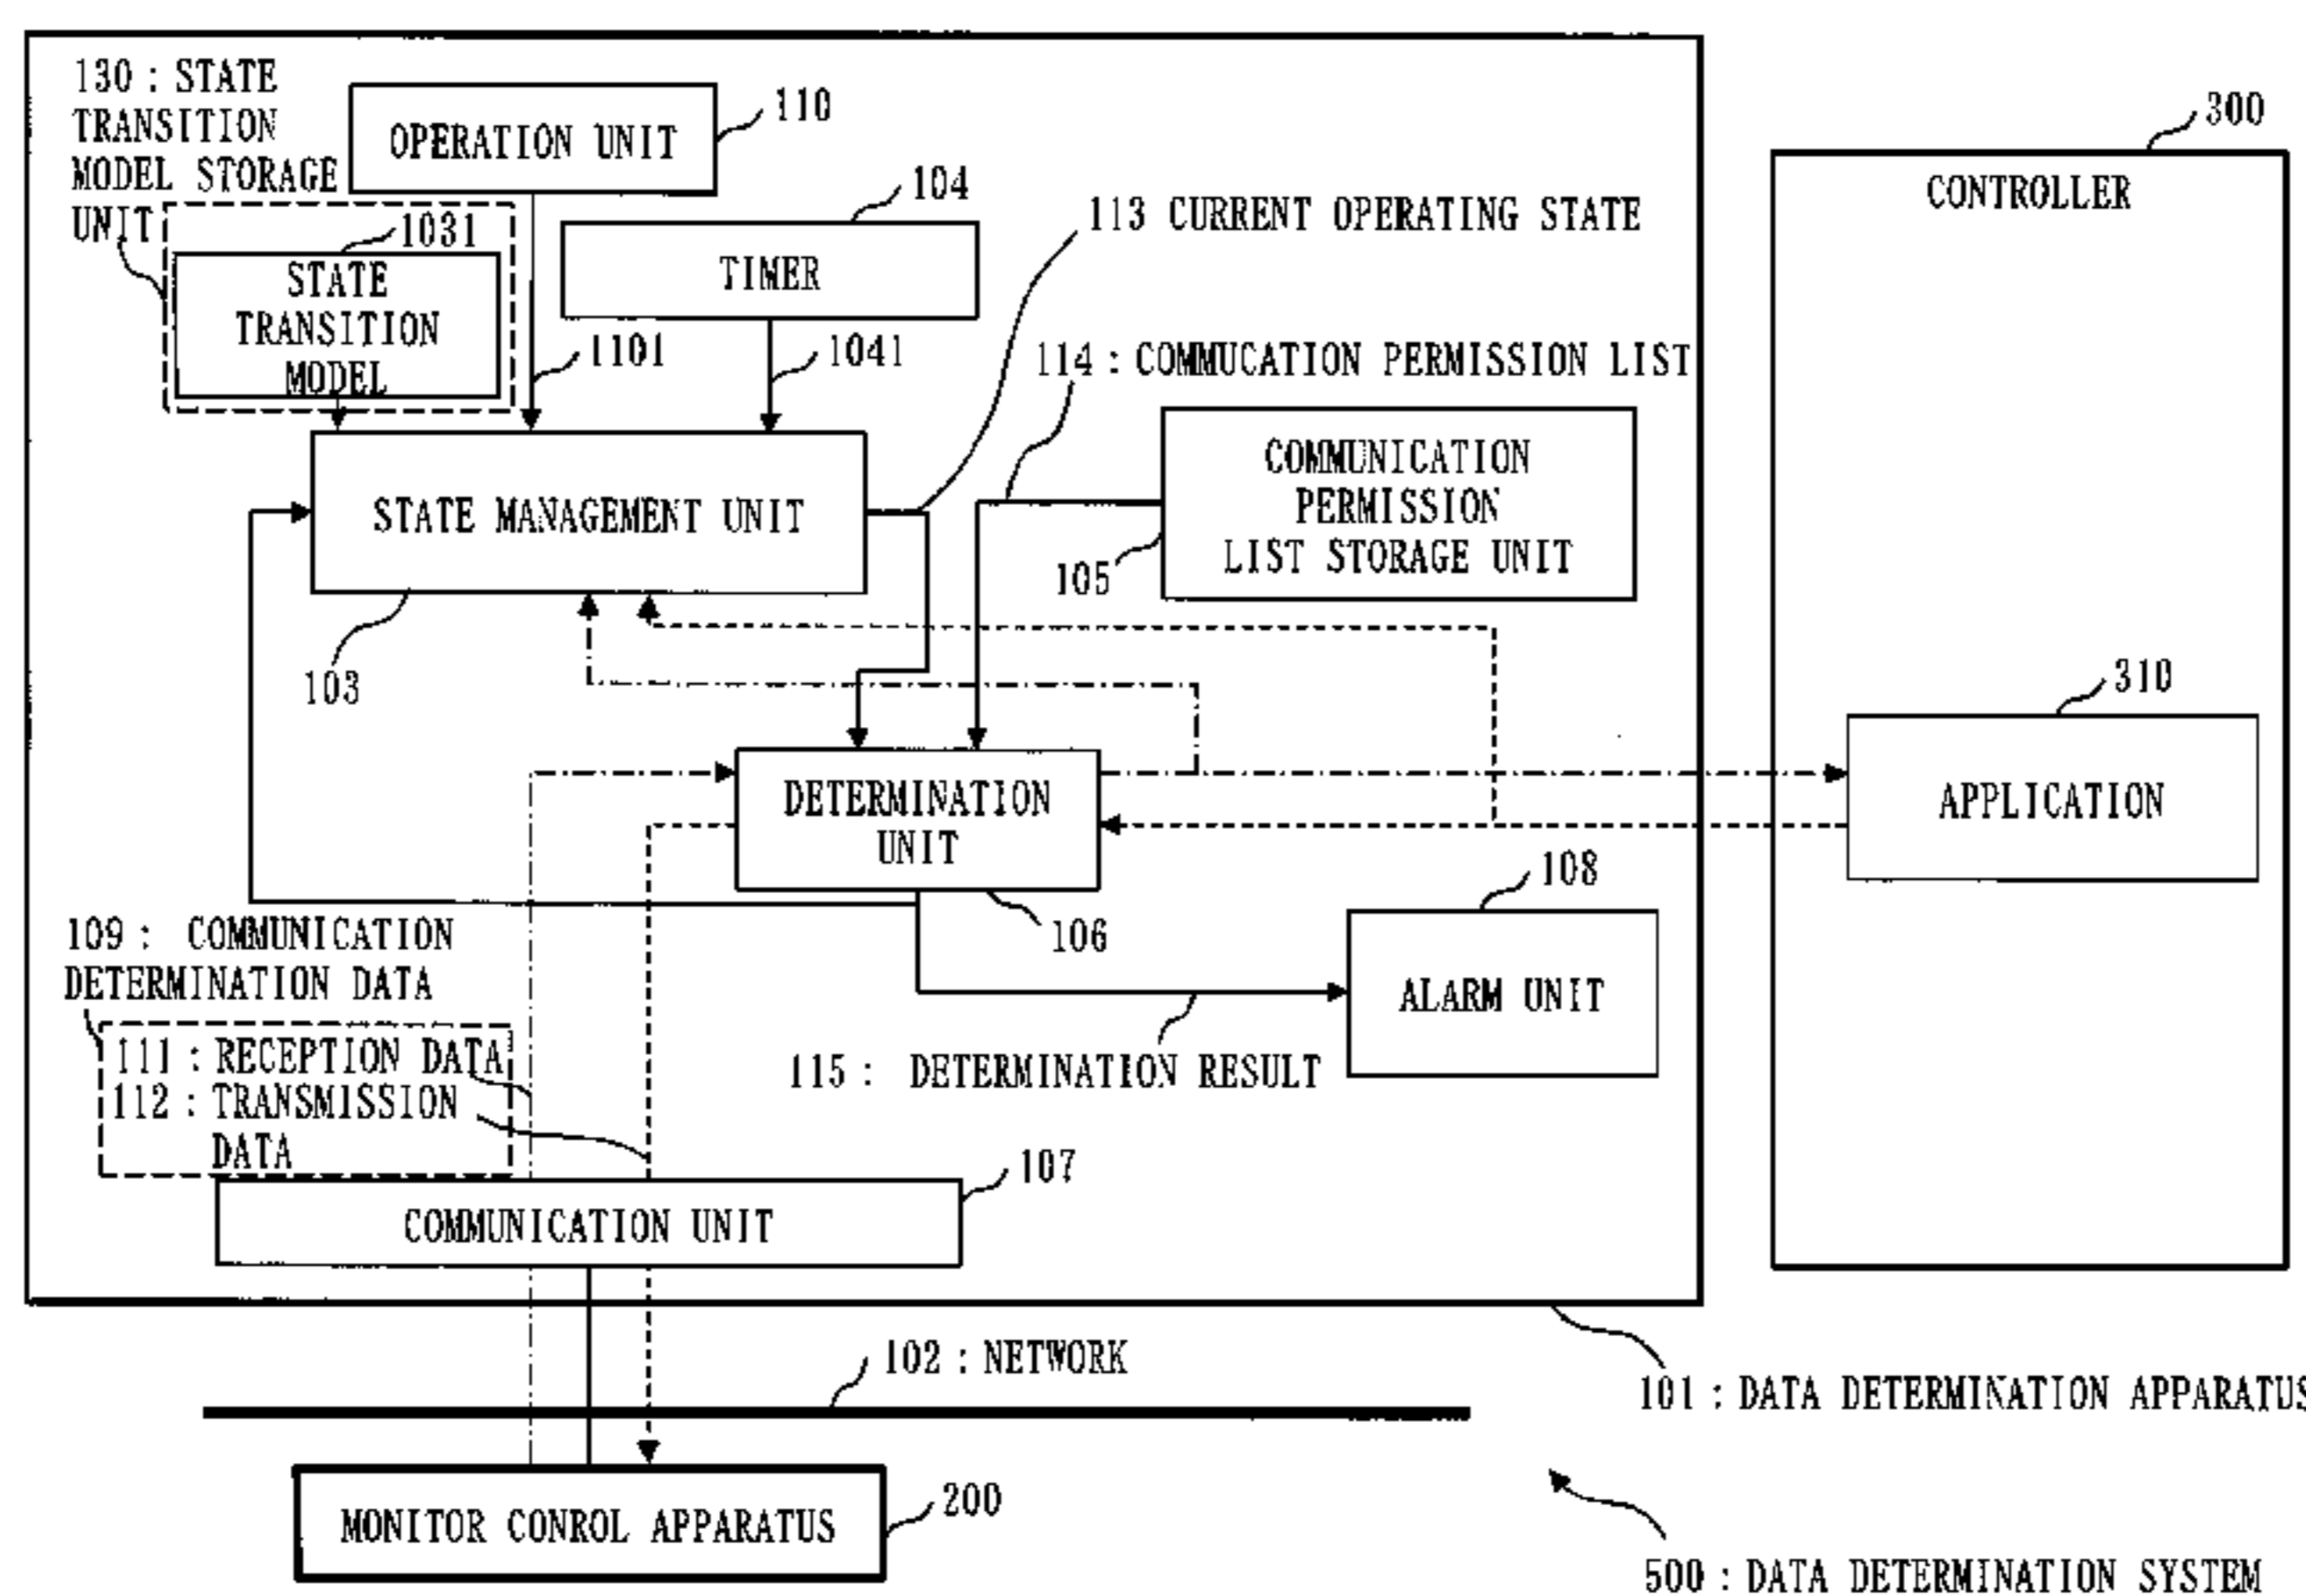 130 : STATE
TRANSITION
MODEL STORAGE
UNIT
OPERATION UNIT
110
104
1031
STATE
TRANSITION
MODEL
TIMER
113 CURRENT OPERATING STATE
1101
1041
114 : COMMUCATION PERMISSION LIST
STATE MANAGEMENT UNIT
103
COMMUNICATION
PERMISSION
LIST STORAGE UNIT
105
300
CONTROLLER
310
APPLICATION
DETERMINATION
UNIT
106
108
ALARM UNIT
109 : COMMUNICATION
DETERMINATION DATA
111 : RECEPTION DATA
112 : TRANSMISSION
DATA
115 : DETERMINATION RESULT
107
COMMUNICATION UNIT
102 : NETWORK
101 : DATA DETERMINATION APPARATUS
MONITOR CONROL APPARATUS
200
500 : DATA DETERMINATION SYSTEM